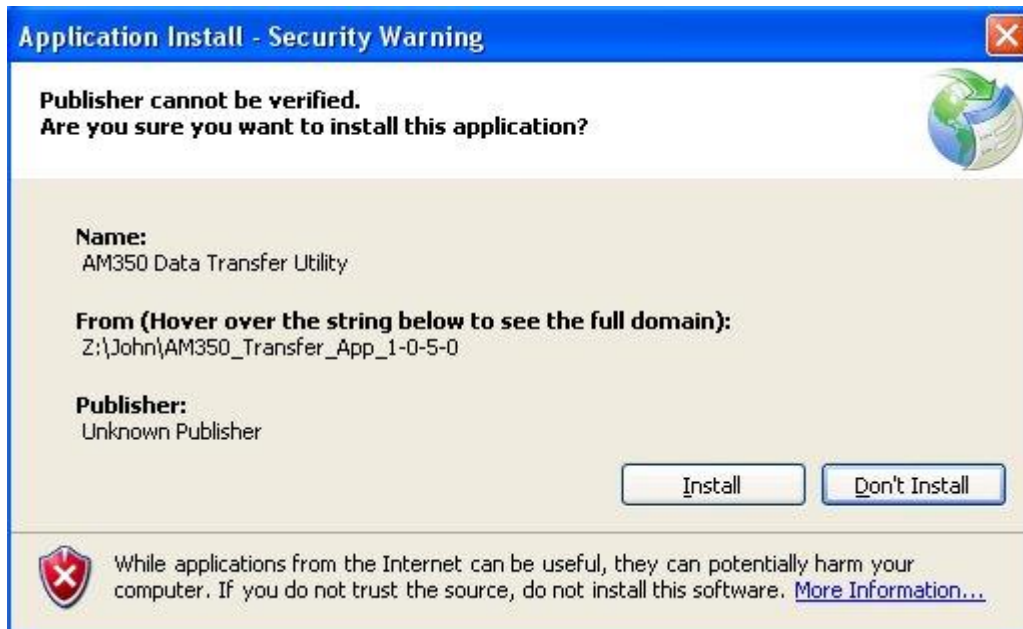 Application Install - Security Warning
Publisher cannot be verified.
Are you sure you want to install this application?
Name:
AM350 Data Transfer Utility
From (Hover over the string below to see the full domain):
Z:\John\AM350_Transfer_App_1-0-5-0
Publisher:
Unknown Publisher
Install
Don't Install
While applications from the Internet can be useful, they can potentially harm your
computer. If you do not trust the source, do not install this software. More Information...